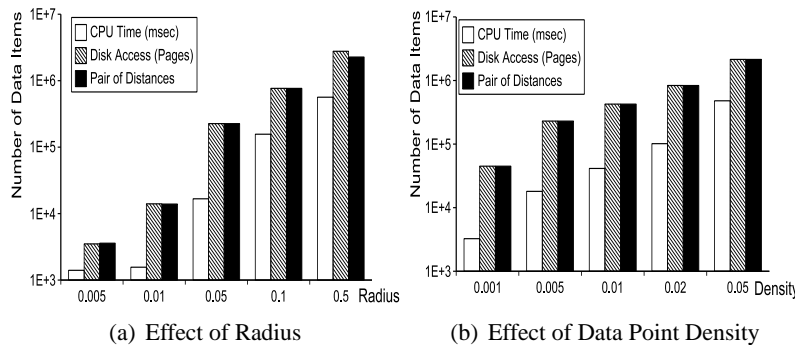 Number of Data Items
1E+7
1E+6
1E+5
1E+4
1E+3
CPU Time (msec)
Disk Access (Pages)
Pair of Distances
0.005 0.01 0.05 0.1 0.5 Radius
(a) Effect of Radius
Number of Data Items
1E+7
1E+6
1E+5
1E+4
1E+3
CPU Time (msec)
Disk Access (Pages)
Pair of Distances
0.001 0.005 0.01 0.02 0.05 Density
(b) Effect of Data Point Density